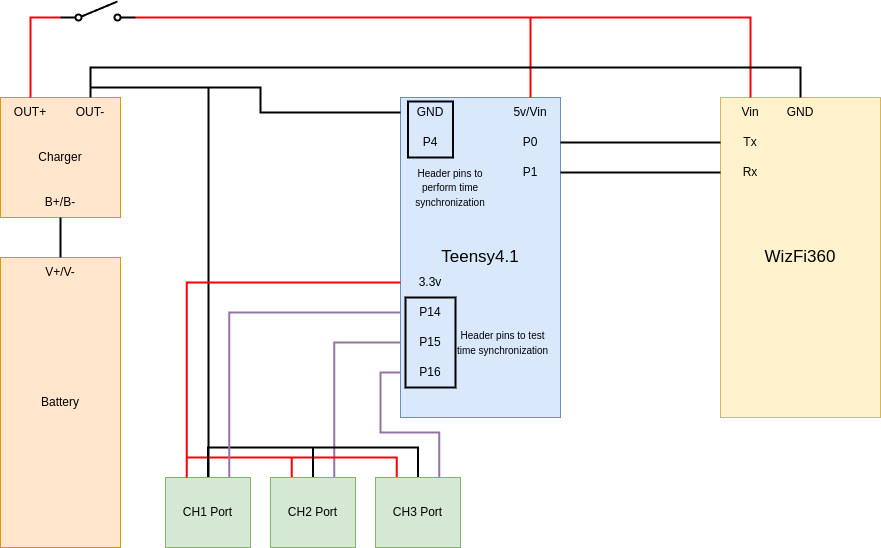 OUT+ OUT-
Charger
B+/B-
V+/V-
Battery
GND 5v/Vin
P4 P0
P1
Header pins to
perform time
synchronization
Teensy4.1
3.3v
P14
P15
P16
Header pins to test
time synchronization
Vin GND
Tx
Rx
WizFi360
CH1 Port
CH2 Port
CH3 Port